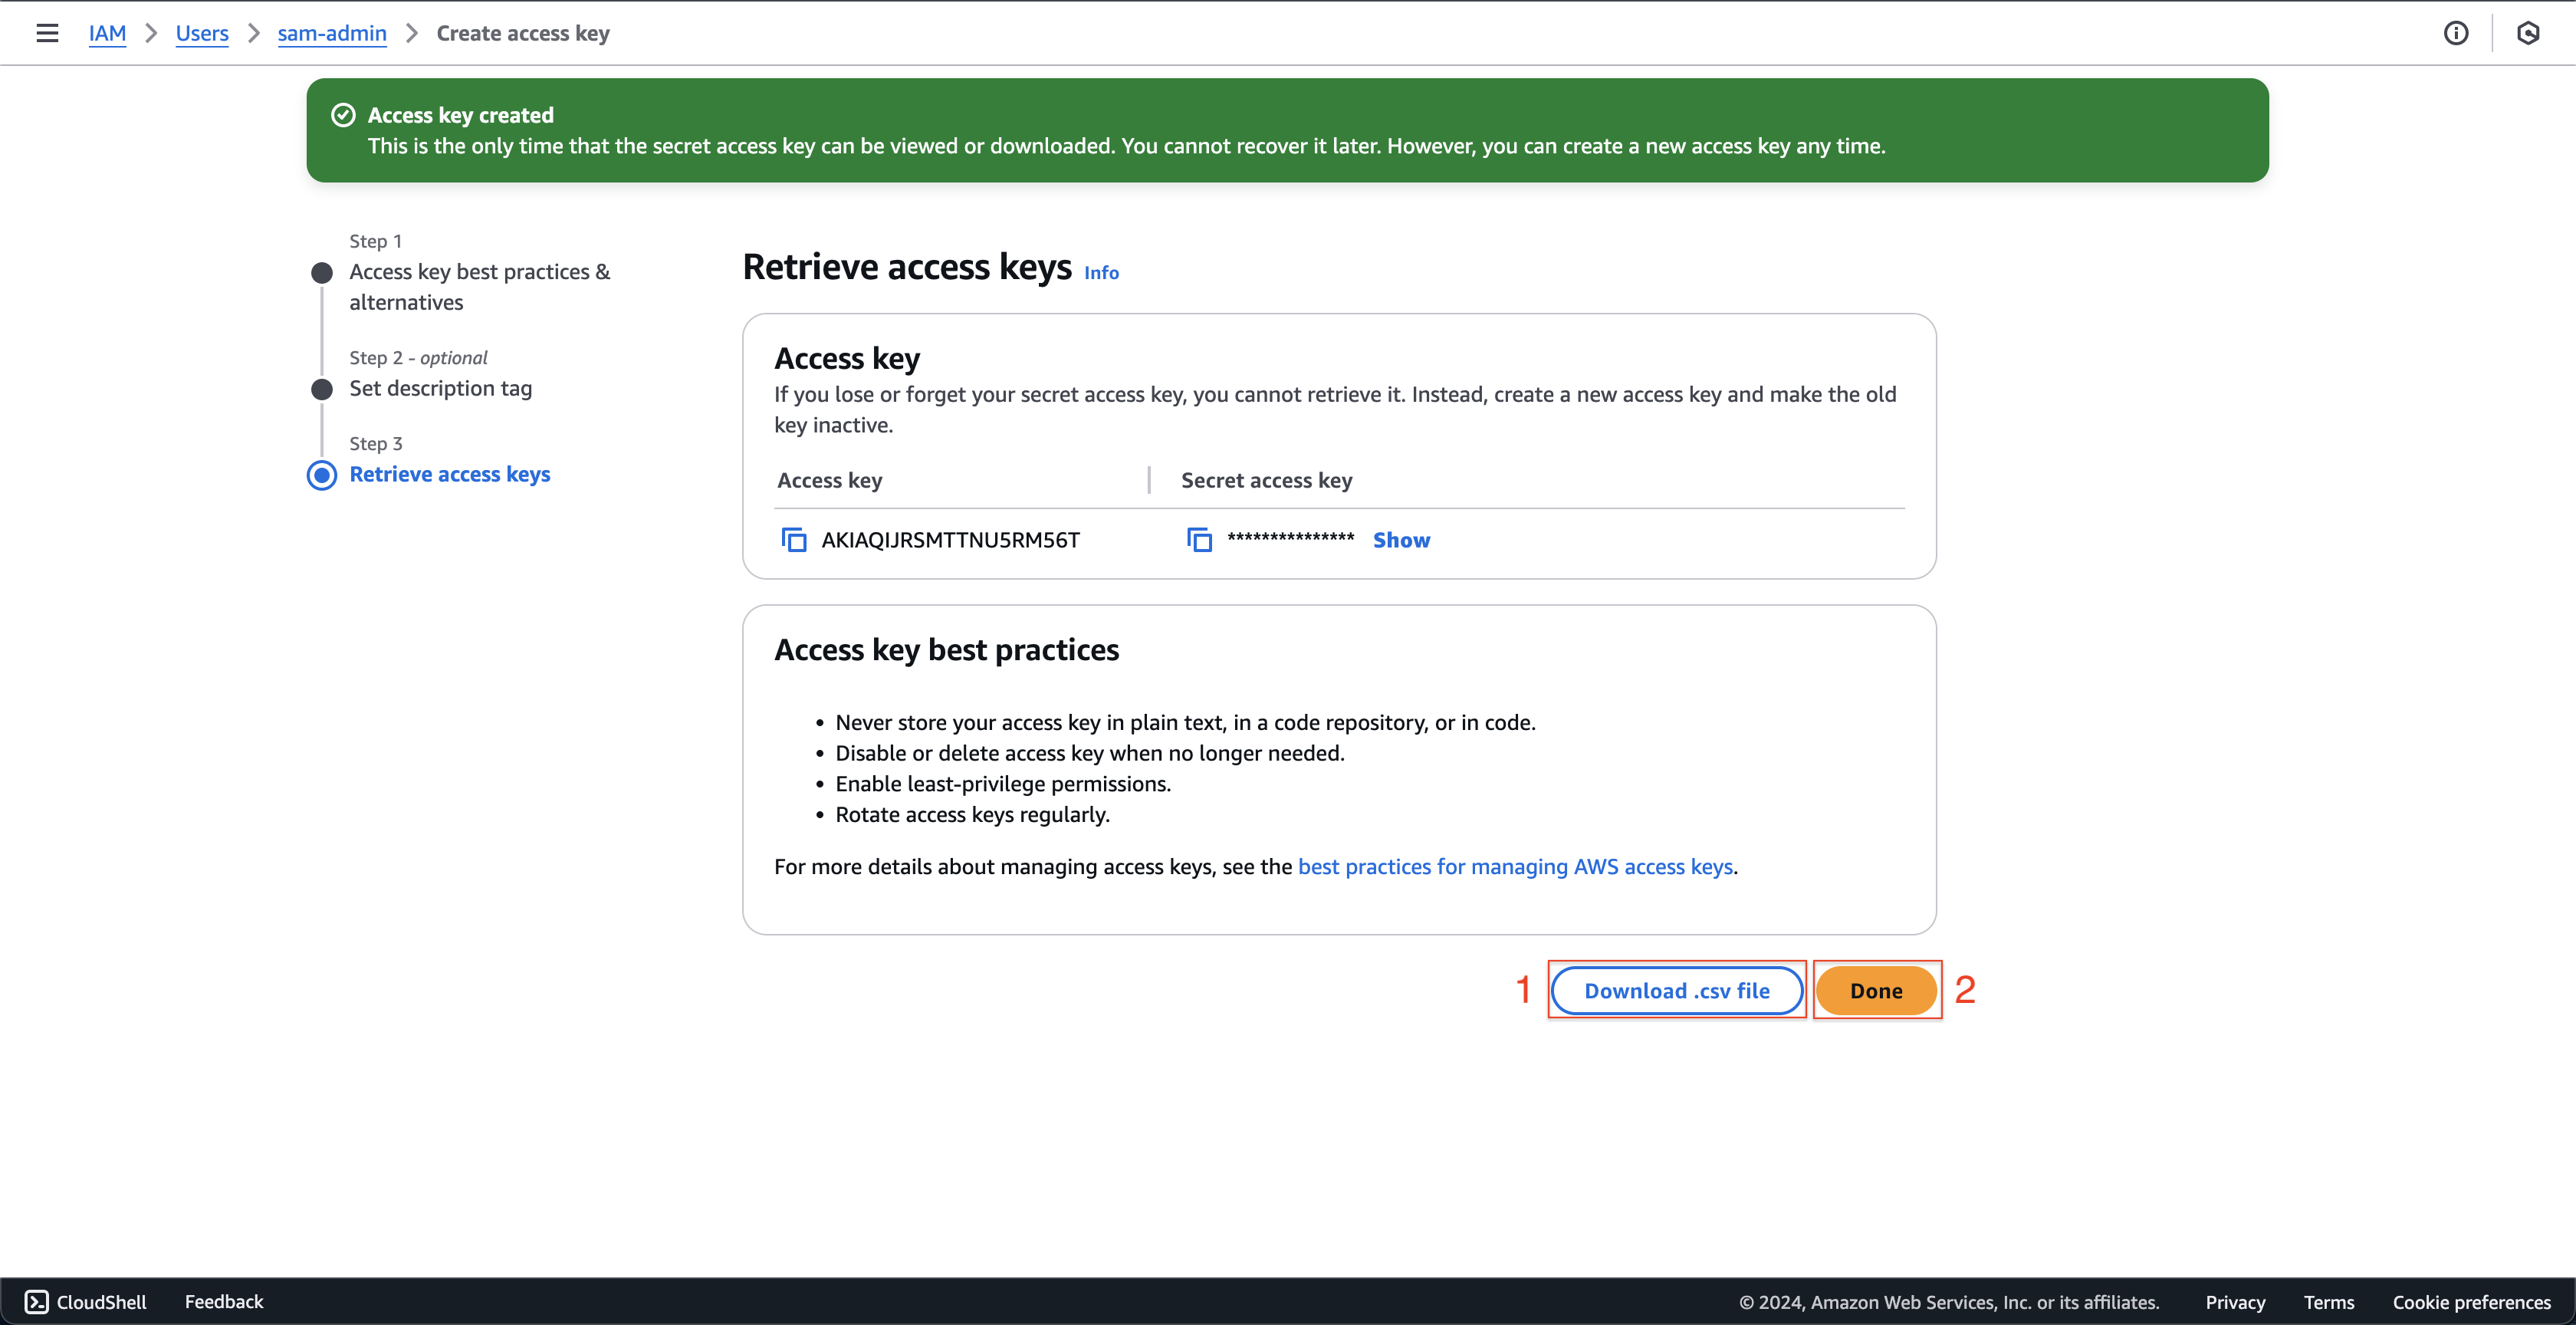 IAM > Users > sam-admin > Create access key
Access key created
This is the only time that the secret access key can be viewed or downloaded. You cannot recover it later. However, you can create a new access key any time.
Step 1
Access key best practices &
alternatives
Step 2 - optional
Set description tag
Step 3
Retrieve access keys
Retrieve access keys Info
Access key
If you lose or forget your secret access key, you cannot retrieve it. Instead, create a new access key and make the old
key inactive.
Access key Secret access key
AKIAQIJRSMTTNU5RM56T *************** Show
Access key best practices
• Never store your access key in plain text, in a code repository, or in code.
• Disable or delete access key when no longer needed.
• Enable least-privilege permissions.
• Rotate access keys regularly.
For more details about managing access keys, see the best practices for managing AWS access keys.
1 Download .csv file Done 2
CloudShell Feedback © 2024, Amazon Web Services, Inc. or its affiliates. Privacy Terms Cookie preferences